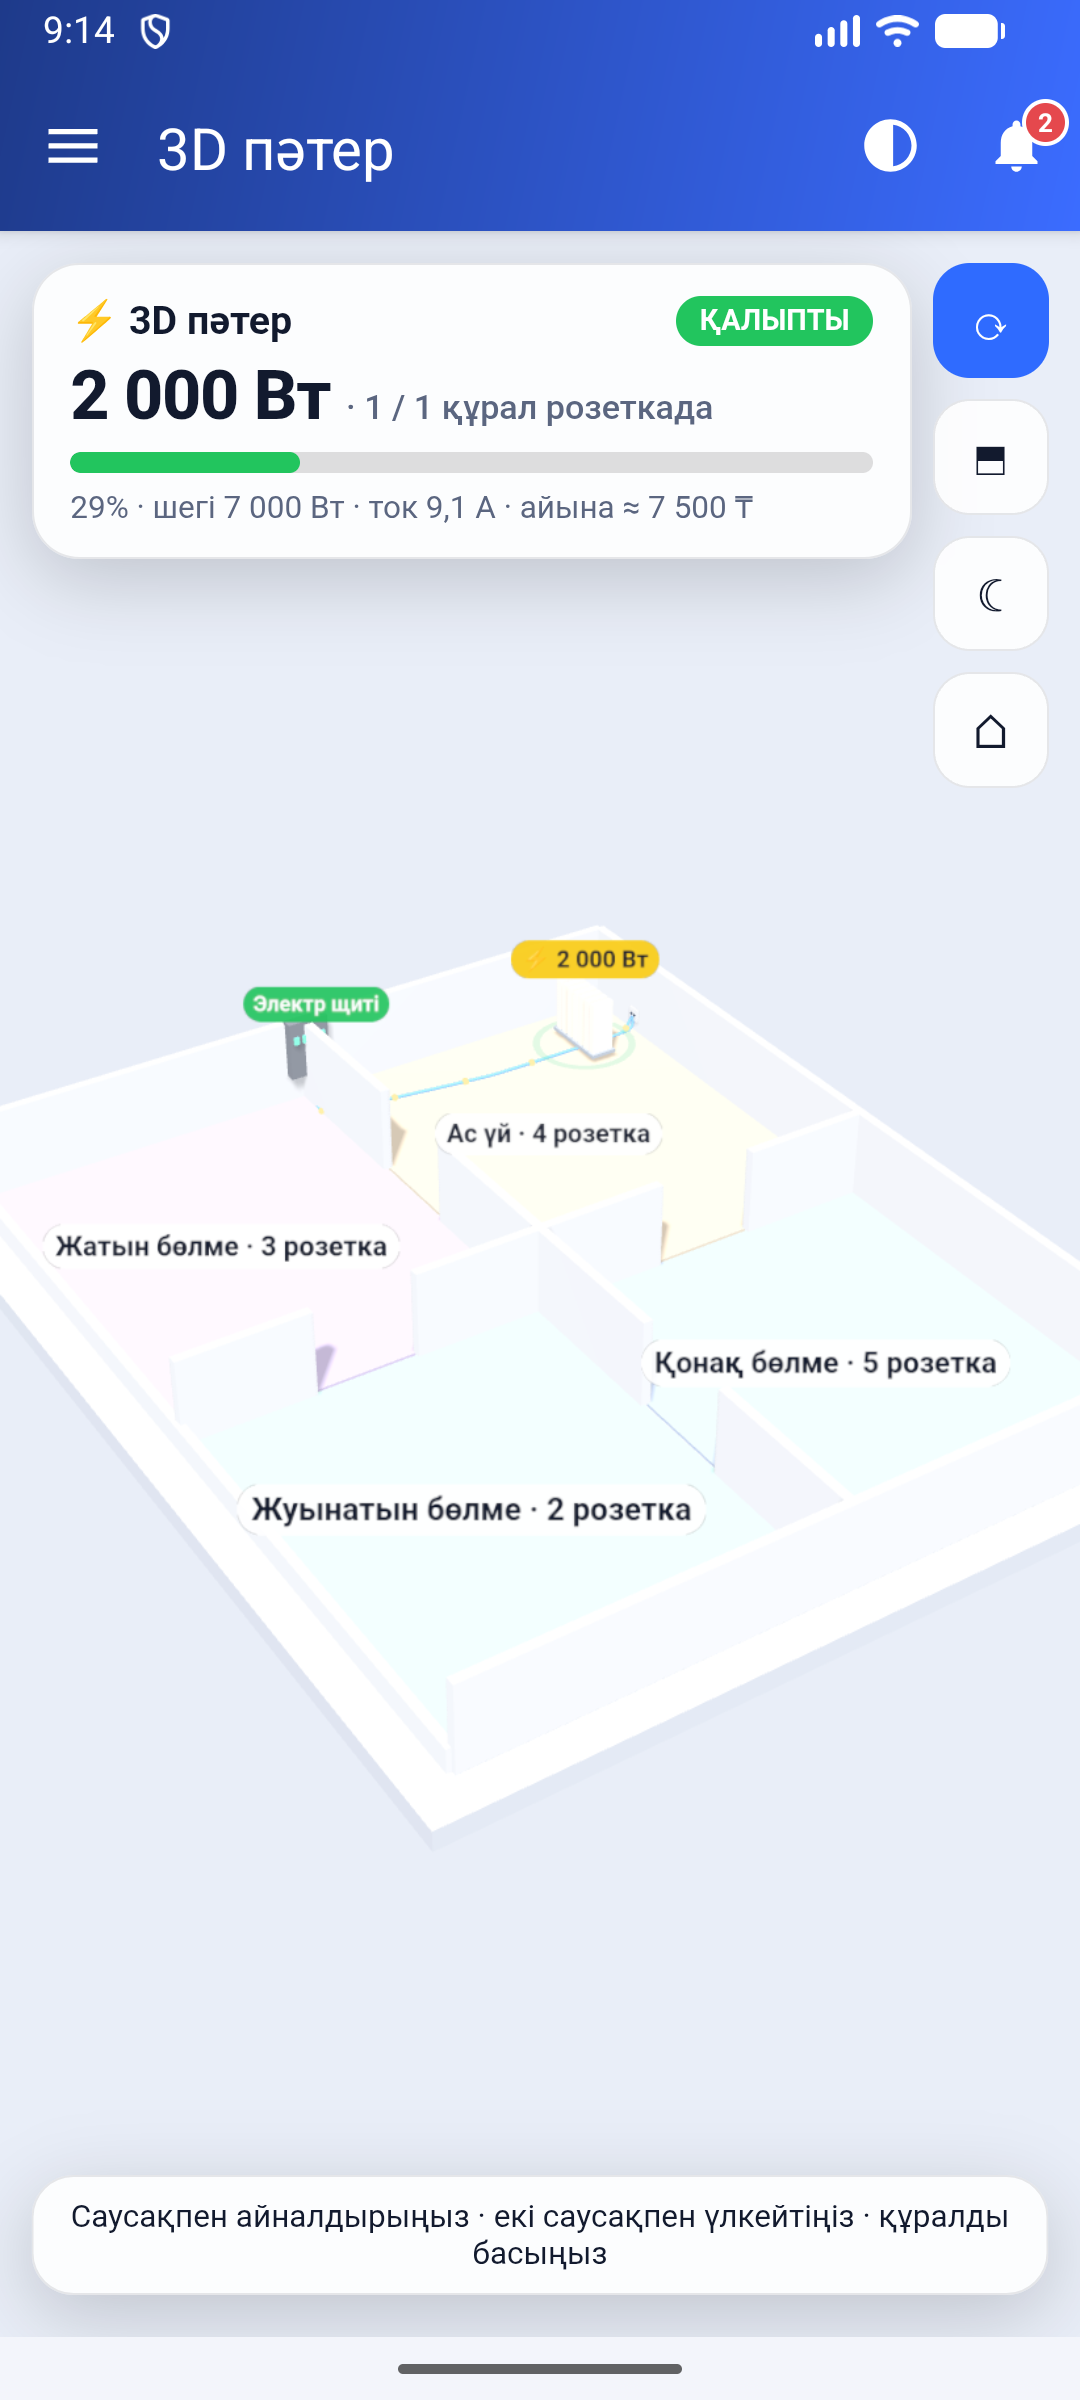 9:14
3D пәтер
2
⚡ 3D пәтер
ҚАЛЫПТЫ
2 000 Вт · 1 / 1 құрал розеткада
29% · шегі 7 000 Вт · ток 9,1 А · айына ≈ 7 500 ₸
⚡ 2 000 Вт
Электр щиті
Ас үй · 4 розетка
Жатын бөлме · 3 розетка
Қонақ бөлме · 5 розетка
Жуынатын бөлме · 2 розетка
Саусақпен айналдырыңыз · екі саусақпен үлкейтіңіз · құралды
басыңыз